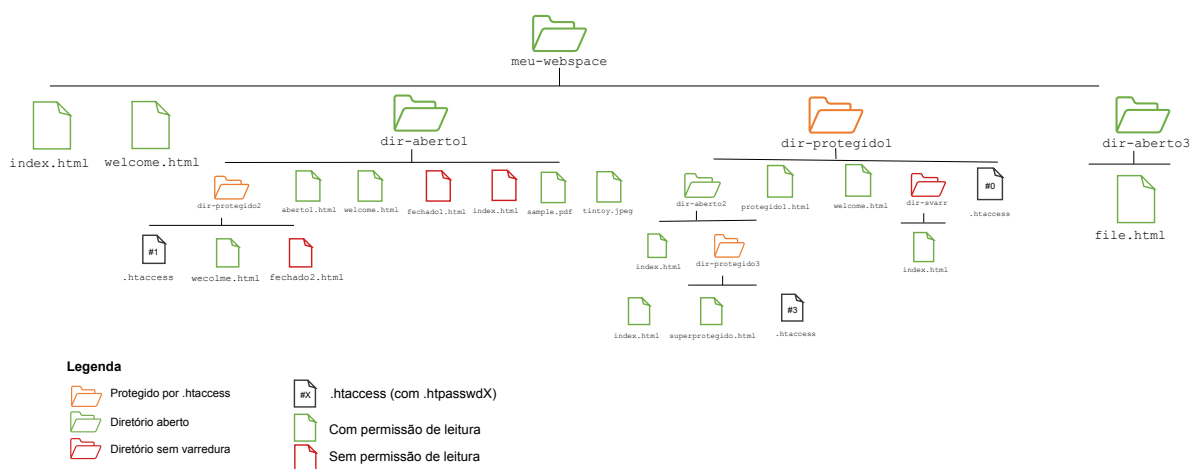 meu-webspace
index.html
welcome.html
dir-aberto1
dir-protegido1
dir-aberto3
dir-protegido2
aberto1.html
welcome.html
fechado1.html
index.html
sample.pdf
tintoy.jpeg
dir-aberto2
protegido1.html
welcome.html
dir-svarr
#0
.htaccess
file.html
#1
.htaccess
wecolme.html
fechado2.html
index.html
dir-protegido3
index.html
index.html
superprotegido.html
#3
.htaccess
Legenda
Protegido por .htaccess
#X
.htaccess (com .htpasswdX)
Diretório aberto
Com permissão de leitura
Diretório sem varredura
Sem permissão de leitura